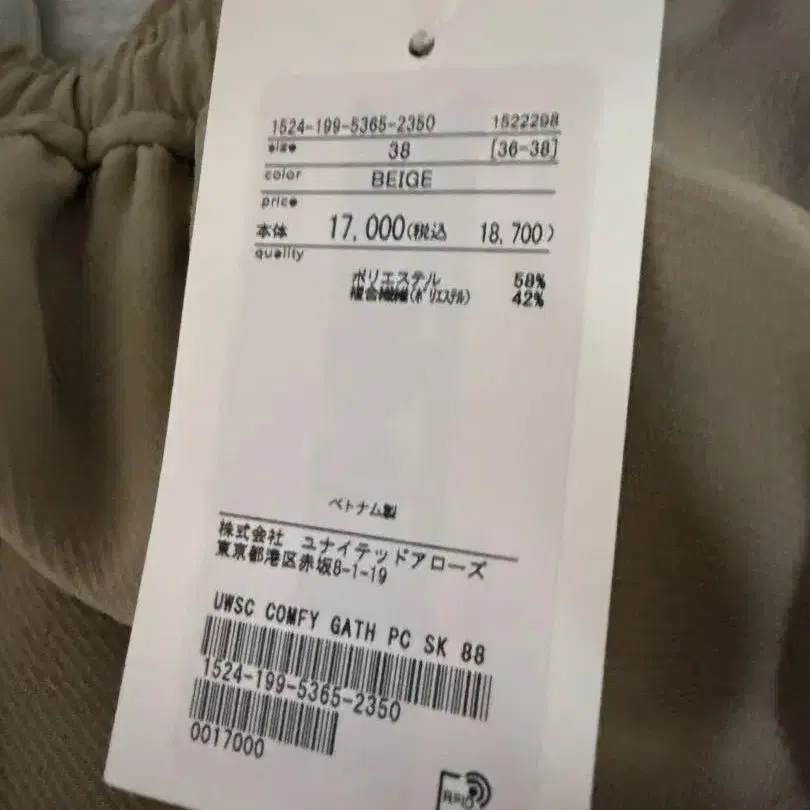 1524-199-5365-2350 1522298
size 38 [36-38]
color BEIGE
price
本体 17,000(税込 18,700)
quality
ポリエステル 58%
複合繊維(ポリエステル) 42%
ベトナム製
株式会社 ユナイテッドアローズ
東京都港区赤坂8-1-19
UWSC COMFY GATH PC SK 88
1524-199-5365-2350
0017000
RFID